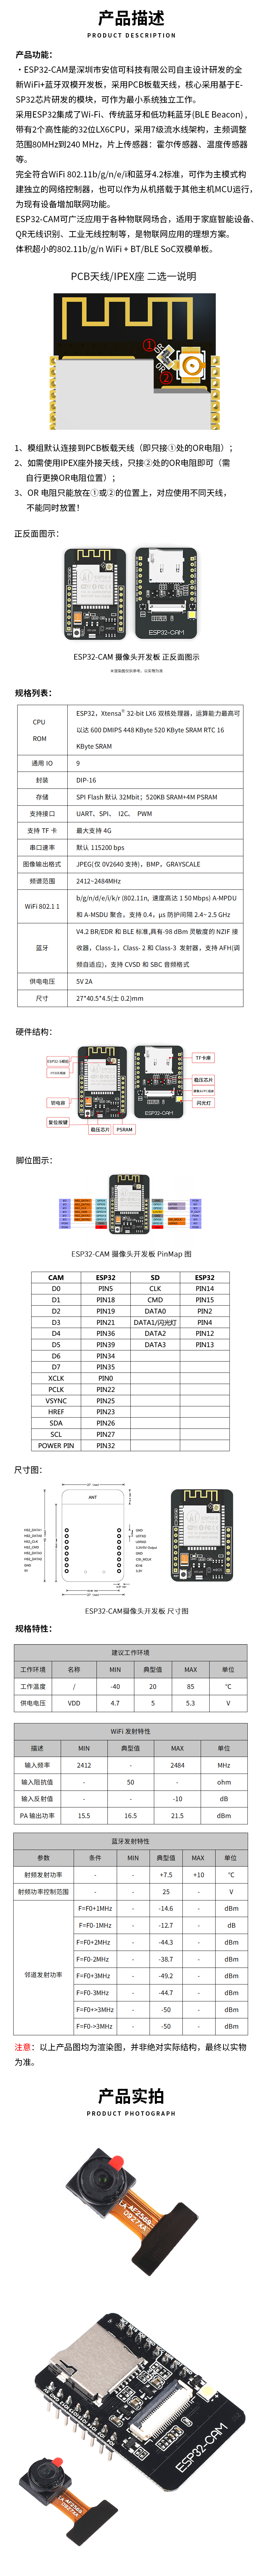 产品描述
PRODUCT DESCRIPTION
产品功能：
·ESP32-CAM是深圳市安信可科技有限公司自主设计研发的全
新WiFi+蓝牙双模开发板，采用PCB板载天线，核心采用基于E-
SP32芯片研发的模块，可作为最小系统独立工作。
采用ESP32集成了Wi-Fi、传统蓝牙和低功耗蓝牙(BLE Beacon) ,
带有2个高性能的32位LX6CPU，采用7级流水线架构，主频调整
范围80MHz到240 MHz，片上传感器：霍尔传感器、温度传感器
等。
完全符合WiFi 802.11b/g/n/e/i和蓝牙4.2标准，可作为主模式构
建独立的网络控制器，也可以作为从机搭载于其他主机MCU运行，
为现有设备增加联网功能。
ESP32-CAM可广泛应用于各种物联网场合，适用于家庭智能设备、
QR无线识别、工业无线控制等，是物联网应用的理想方案。
体积超小的802.11b/g/n WiFi + BT/BLE SoC双模单板。
PCB天线/IPEX座 二选一说明
① OR
② OR
1、模组默认连接到PCB板载天线（即只接①处的OR电阻）；
2、如需使用IPEX座外接天线，只接②处的OR电阻即可（需
自行更换OR电阻位置）；
3、OR 电阻只能放在①或②的位置上，对应使用不同天线，
不能同时放置！
正反面图示：
ESP32-CAM
ESP32-CAM 摄像头开发板 正反面图示
规格列表：
CPU ESP32，Xtensa® 32-bit LX6 双核处理器，运算能力最高可
以达 600 DMIPS 448 KByte 520 KByte SRAM RTC 16
ROM KByte SRAM
通用 IO 9
封装 DIP-16
存储 SPI Flash 默认 32Mbit；520KB SRAM+4M PSRAM
支持接口 UART、SPI、 I2C、 PWM
支持 TF 卡 最大支持 4G
串口速率 默认 115200 bps
图像输出格式 JPEG(仅 0V2640 支持)，BMP，GRAYSCALE
频谱范围 2412~2484MHz
WiFi 802.1 1 b/g/n/d/e/i/k/r (802.11n, 速度高达 1 50 Mbps) A-MPDU
和 A-MSDU 聚合，支持 0.4，μs 防护间隔 2.4~ 2.5 GHz
蓝牙 V4.2 BR/EDR 和 BLE 标准,具有-98 dBm 灵敏度的 NZIF 接
收器，Class-1，Class- 2 和 Class-3 发射器，支持 AFH(调
频自适应)，支持 CVSD 和 SBC 音频格式
供电电压 5V 2A
尺寸 27*40.5*4.5(士 0.2)mm
硬件结构：
TF卡座
稳压芯片
闪光灯
钽电容
复位按键
稳压芯片 PSRAM
ESP32-CAM
脚位图示：
ESP32-CAM 摄像头开发板 PinMap 图
CAM ESP32 SD ESP32
D0 PIN5 CLK PIN14
D1 PIN18 CMD PIN15
D2 PIN19 DATA0 PIN2
D3 PIN21 DATA1/闪光灯 PIN4
D4 PIN36 DATA2 PIN12
D5 PIN39 DATA3 PIN13
D6 PIN34
D7 PIN35
XCLK PIN0
PCLK PIN22
VSYNC PIN25
HREF PIN23
SDA PIN26
SCL PIN27
POWER PIN PIN32
尺寸图：
ANT
ESP32-CAM摄像头开发板 尺寸图
规格特性：
建议工作环境
工作环境 名称 MIN 典型值 MAX 单位
工作温度 / -40 20 85 ℃
供电电压 VDD 4.7 5 5.3 V
WiFi 发射特性
描述 MIN 典型值 MAX 单位
输入频率 2412 - 2484 MHz
输入阻抗值 - 50 - ohm
输入反射值 - - -10 dB
PA 输出功率 15.5 16.5 21.5 dBm
蓝牙发射特性
参数 条件 MIN 典型值 MAX 单位
射频发射功率 - - +7.5 +10 ℃
射频功率控制范围 - - 25 - V
邻道发射功率 F=F0+1MHz - -14.6 - dBm
F=F0-1MHz - -12.7 - dB
F=F0+2MHz - -44.3 - dBm
F=F0-2MHz - -38.7 - dBm
F=F0+3MHz - -49.2 - dBm
F=F0-3MHz - -44.7 - dBm
F=F0+>3MHz - -50 - dBm
F=F0->3MHz - -50 - dBm
注意：以上产品图均为渲染图，并非绝对实际结构，最终以实物
为准。
产品实拍
PRODUCT PHOTOGRAPH
ESP32-CAM